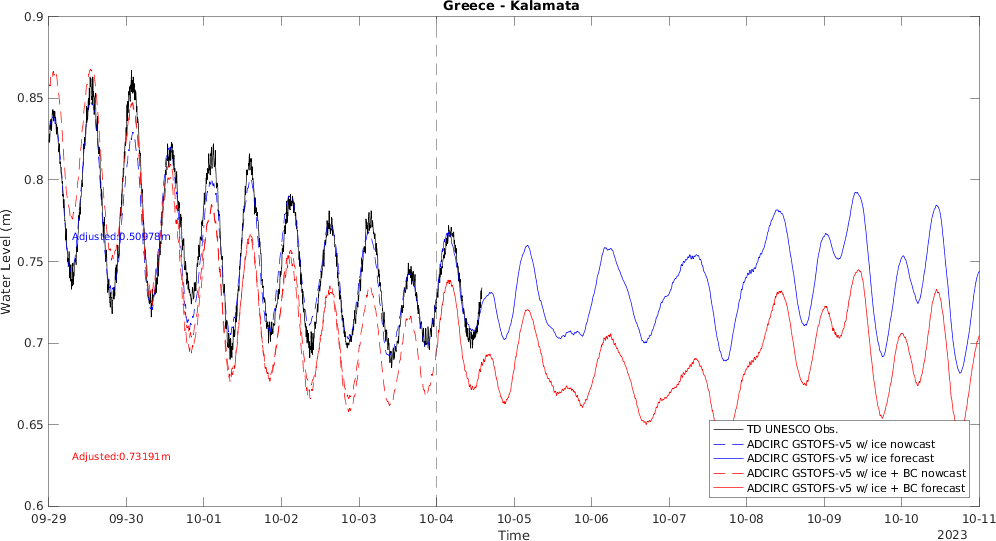 Greece - Kalamata
Water Level (m)
0.9
0.85
0.8
0.75
0.7
0.65
0.6
Adjusted:0.50978m
Adjusted:0.73191m
TD UNESCO Obs.
ADCIRC GSTOFS-v5 w/ ice nowcast
ADCIRC GSTOFS-v5 w/ ice forecast
ADCIRC GSTOFS-v5 w/ ice + BC nowcast
ADCIRC GSTOFS-v5 w/ ice + BC forecast
09-29 09-30 10-01 10-02 10-03 10-04 10-05 10-06 10-07 10-08 10-09 10-10 10-11
Time
2023